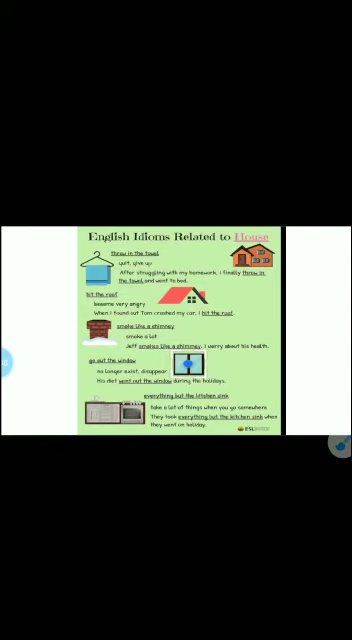 English Idioms Related to House
throw in the towel
quit, give up
After struggling with my homework, I finally throw in
the towel and went to bed.
hit the roof
become very angry
When I found out Tom crashed my car, I hit the roof.
smoke like a chimney
smoke a lot
Jeff smokes like a chimney. I worry about his health.
go out the window
no longer exist, disappear
His diet went out the window during the holidays.
everything but the kitchen sink
take a lot of things when you go somewhere
They took everything but the kitchen sink when
they went on holiday.
ESL